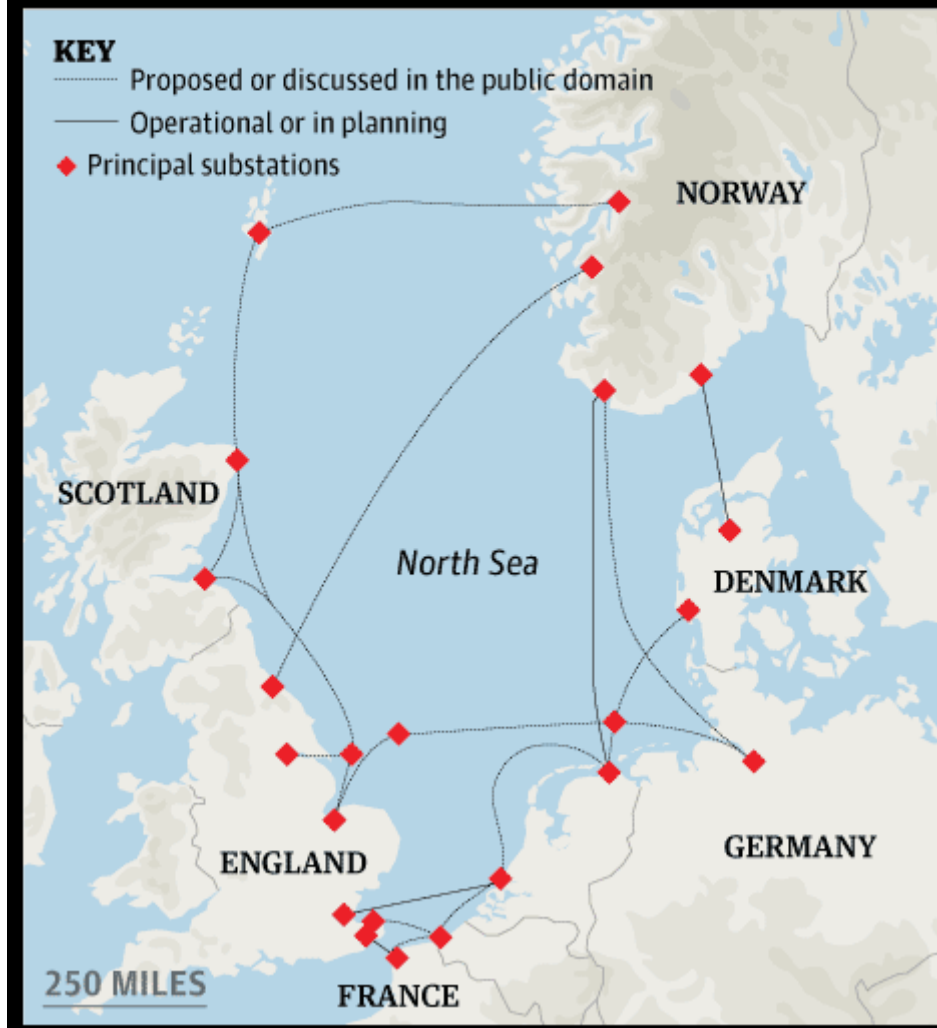 KEY
Proposed or discussed in the public domain
Operational or in planning
Principal substations
NORWAY
SCOTLAND
North Sea
DENMARK
ENGLAND
GERMANY
250 MILES
FRANCE